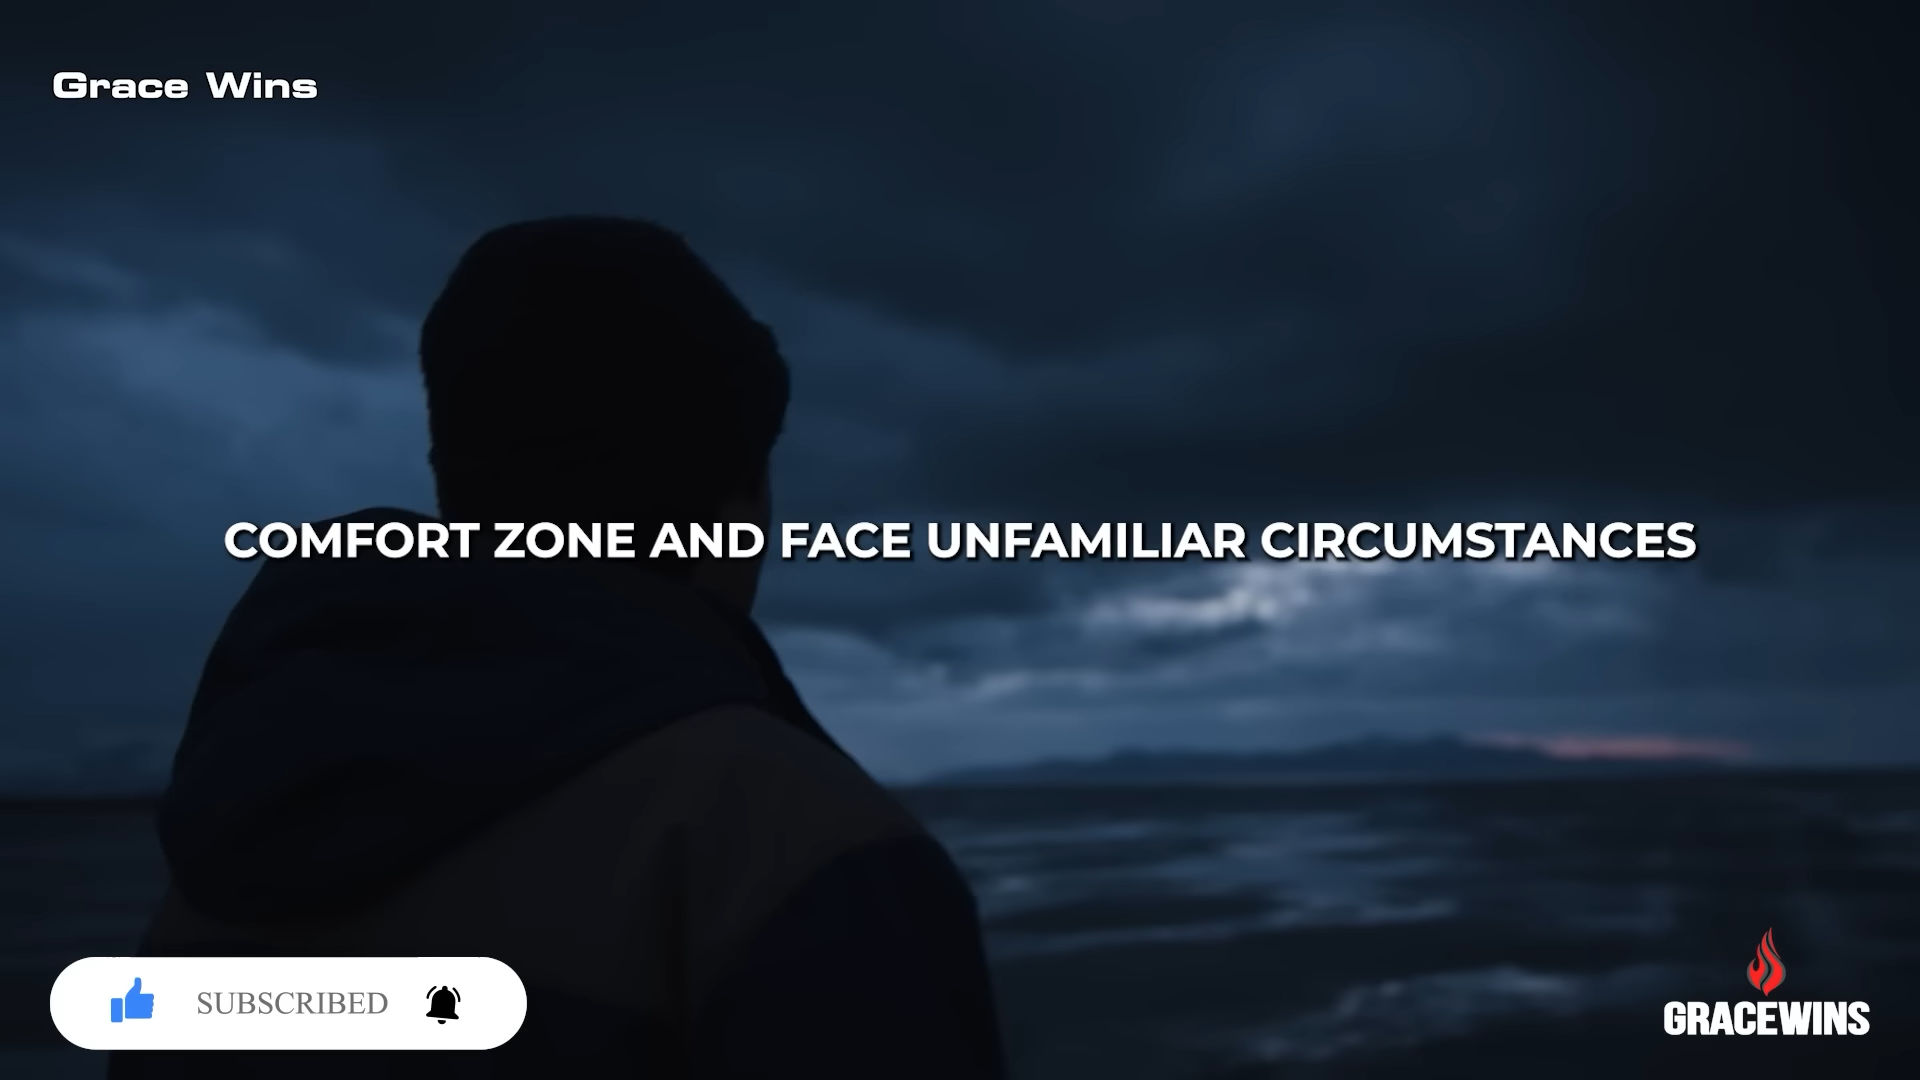 Grace Wins
COMFORT ZONE AND FACE UNFAMILIAR CIRCUMSTANCES
SUBSCRIBED
GRACEWINS